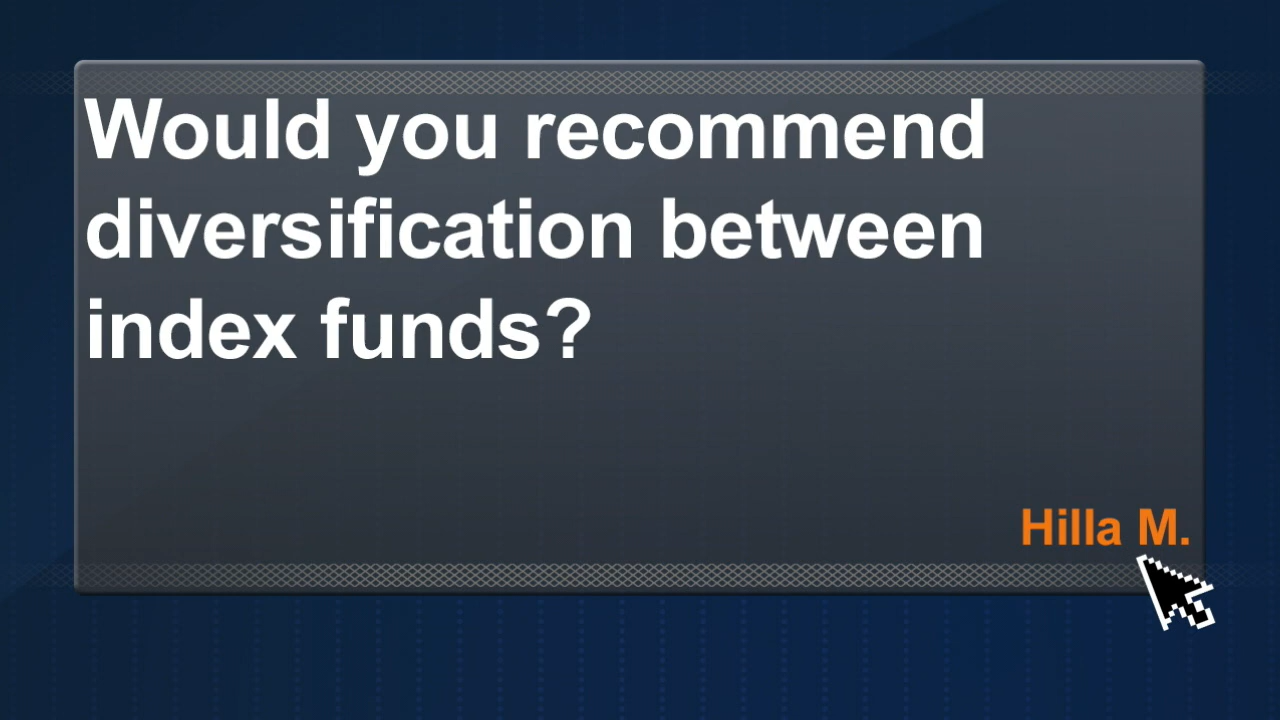 Would you recommend
diversification between
index funds?
Hilla M.